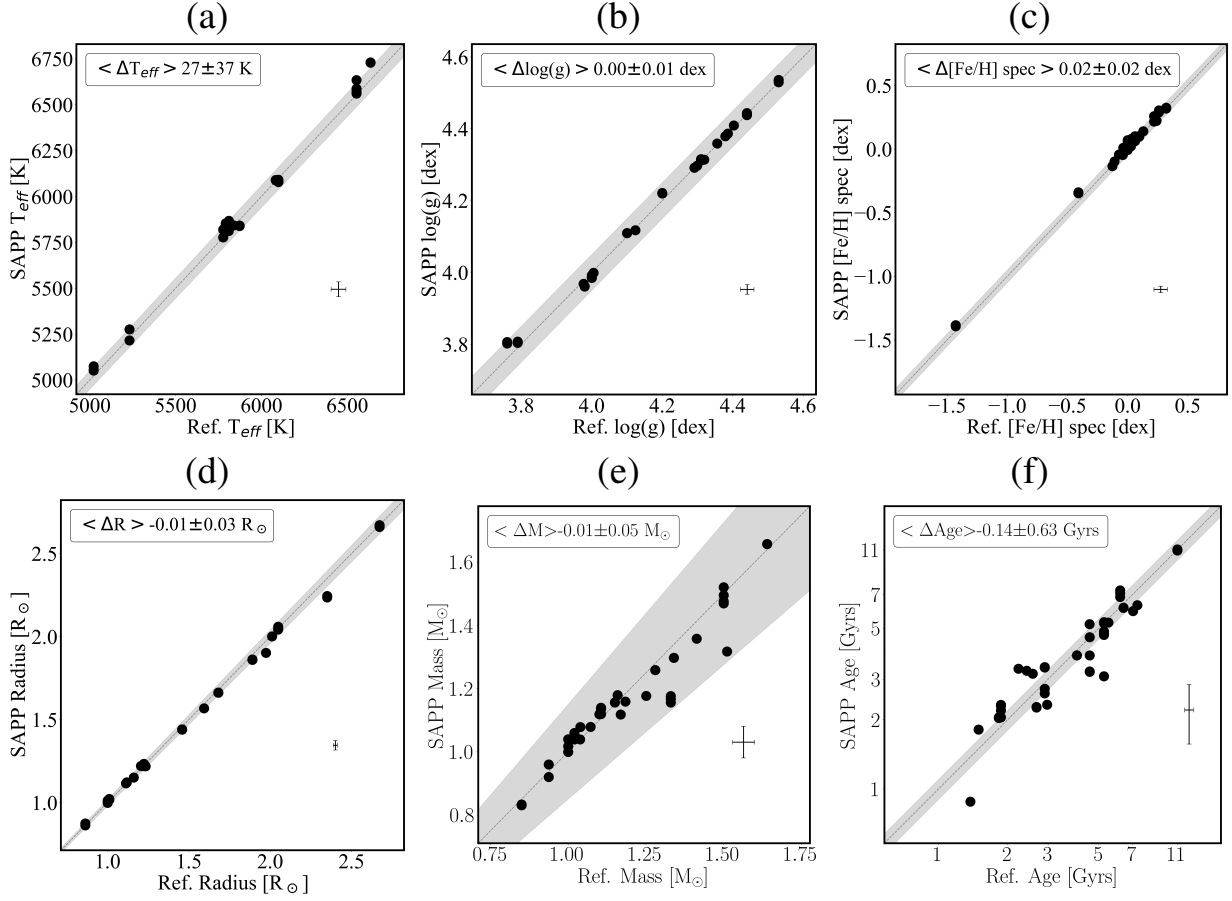 (a)
(b)
(c)
< ΔT_eff > 27±37 K
< Δlog(g) > 0.00±0.01 dex
< Δ[Fe/H] spec > 0.02±0.02 dex
SAPP T_eff [K]
6750
6500
6250
6000
5750
5500
5250
5000
5000
5500
6000
6500
Ref. T_eff [K]
SAPP log(g) [dex]
4.6
4.4
4.2
4.0
3.8
3.8
4.0
4.2
4.4
4.6
Ref. log(g) [dex]
SAPP [Fe/H] spec [dex]
0.5
0.0
−0.5
−1.0
−1.5
−1.5
−1.0
−0.5
0.0
0.5
Ref. [Fe/H] spec [dex]
(d)
(e)
(f)
< ΔR > -0.01±0.03 R⊙
< ΔM>-0.01±0.05 M⊙
< ΔAge>-0.14±0.63 Gyrs
SAPP Radius [R⊙]
2.5
2.0
1.5
1.0
1.0
1.5
2.0
2.5
Ref. Radius [R⊙]
SAPP Mass [M⊙]
1.6
1.4
1.2
1.0
0.8
0.75
1.00
1.25
1.50
1.75
Ref. Mass [M⊙]
SAPP Age [Gyrs]
11
7
5
3
2
1
1
2
3
5
7
11
Ref. Age [Gyrs]